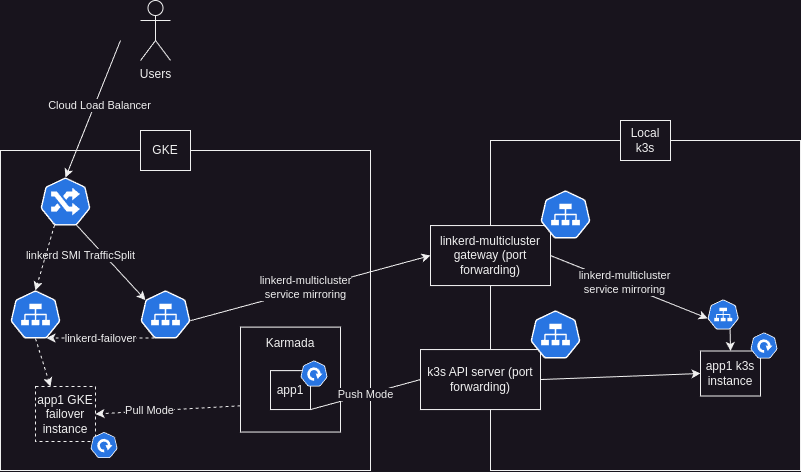 Users
Cloud Load Balancer
GKE
Local
k3s
linkerd SMI TrafficSplit
linkerd-multicluster
gateway (port
forwarding)
linkerd-multicluster
service mirroring
linkerd-multicluster
service mirroring
linkerd-failover
Karmada
app1
k3s API server (port
forwarding)
app1 k3s
instance
Push Mode
app1 GKE
failover
instance
Pull Mode